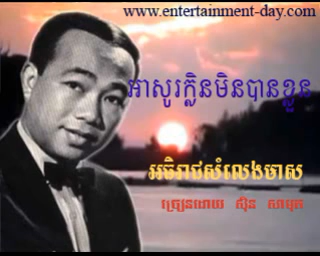 www.entertainment-day.com
អាសូរក្លិនមិនបានខ្លួន
អធិរាជសំលេងមាស
ច្រៀងដោយ ស៊ីន សាមុត